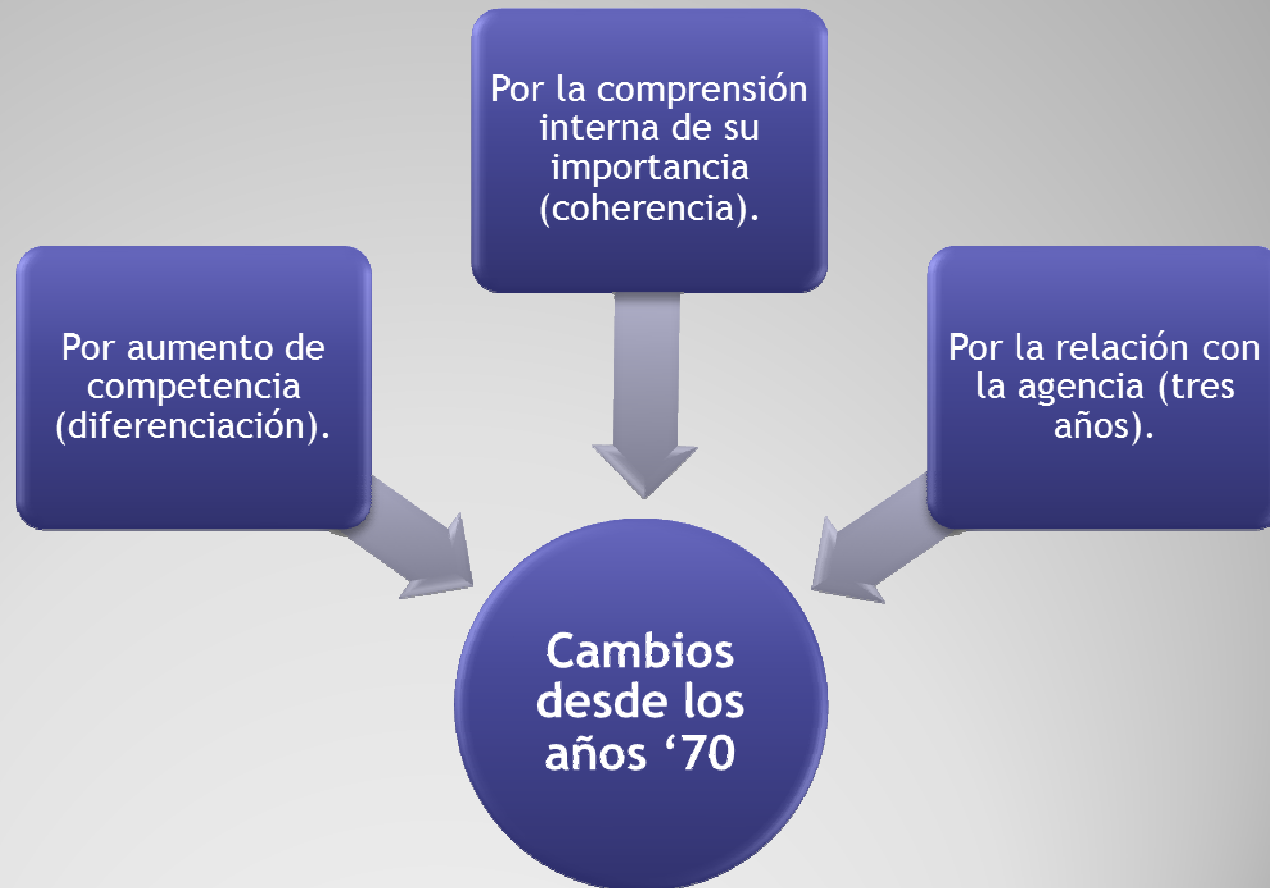 Por la comprensión
interna de su
importancia
(coherencia).
Por aumento de
competencia
(diferenciación).
Por la relación con
la agencia (tres
años).
Cambios
desde los
años ‘70